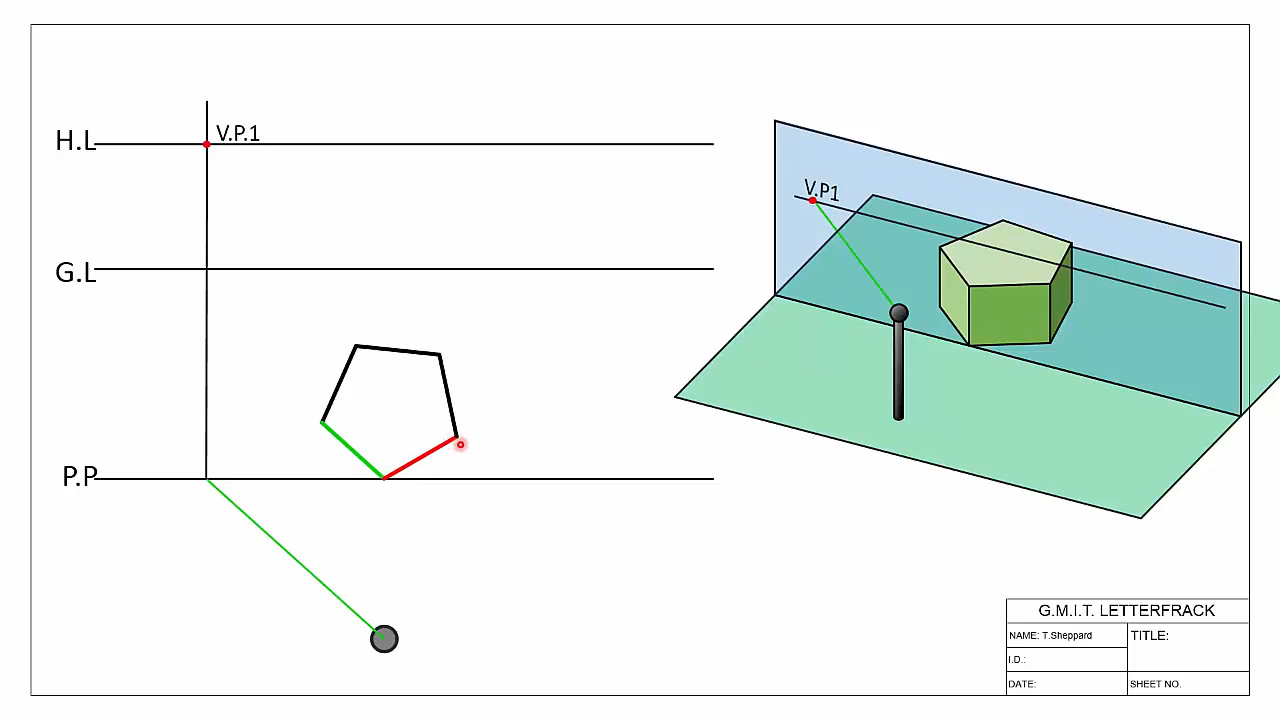 H.L
V.P.1
G.L
P.P
V.P1
G.M.I.T. LETTERFRACK
NAME: T.Sheppard
TITLE:
I.D.:
DATE:
SHEET NO.